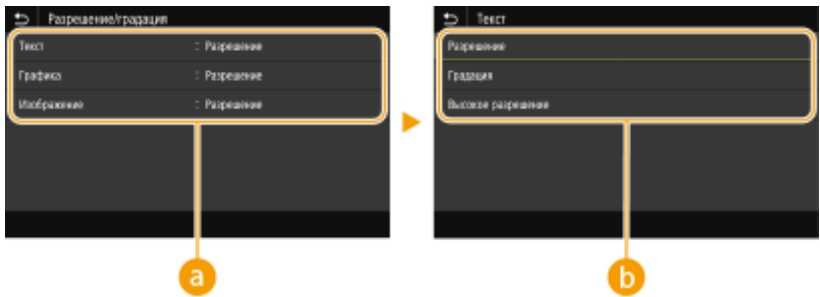 Разрешение/градация
Текст : Разрешение
Графика : Разрешение
Изображение : Разрешение
a
Текст
Разрешение
Градация
Высокое разрешение
b